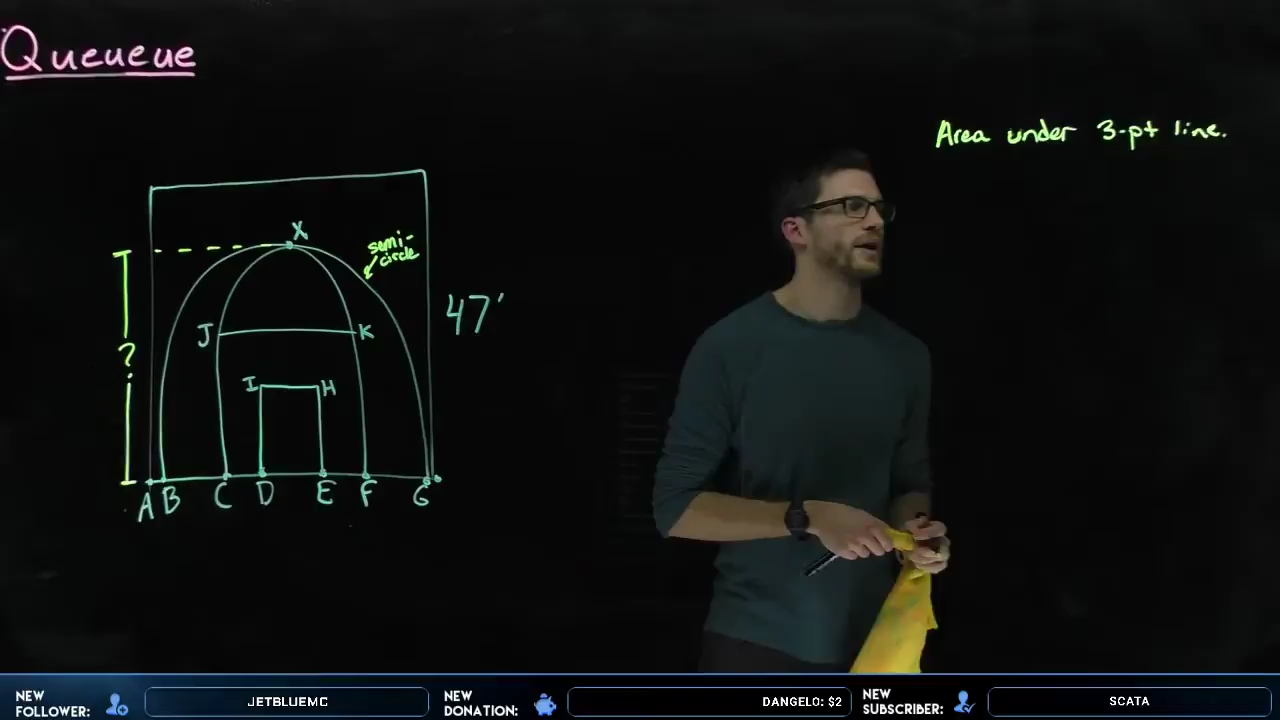 Queueue
Area under 3-pt line.
X
semi-
circle
J
K
47'
?
I
H
A B C D E F G
NEW
FOLLOWER:
JETBLUEMC
NEW
DONATION:
DANGELO: $2
NEW
SUBSCRIBER:
SCATA